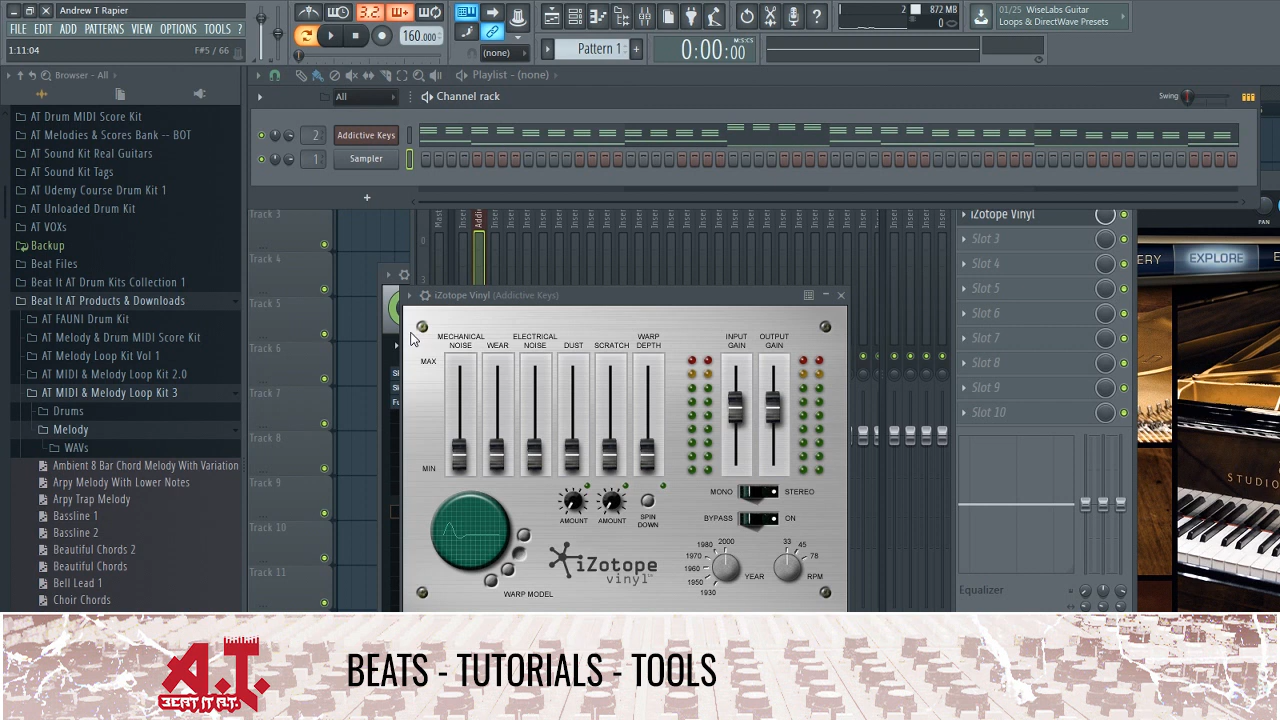 Andrew T Rapier
FILE EDIT ADD PATTERNS VIEW OPTIONS TOOLS ?
1:11:04
F#5 / 66
3.2
160.000
(none)
Pattern 1
0:00:00
M:S:CS
2
872 MB
0
01/25 WiseLabs Guitar
Loops & DirectWave Presets
Browser - All
Playlist - (none)
All
Channel rack
Swing
2 Addictive Keys
1 Sampler
+
AT Drum MIDI Score Kit
AT Melodies & Scores Bank -- BOT
AT Sound Kit Real Guitars
AT Sound Kit Tags
AT Udemy Course Drum Kit 1
AT Unloaded Drum Kit
AT VOXs
Backup
Beat Files
Beat It AT Drum Kits Collection 1
Beat It AT Products & Downloads
AT FAUNI Drum Kit
AT Melody & Drum MIDI Score Kit
AT Melody Loop Kit Vol 1
AT MIDI & Melody Loop Kit 2.0
AT MIDI & Melody Loop Kit 3
Drums
Melody
WAVs
Ambient 8 Bar Chord Melody With Variation
Arpy Melody With Lower Notes
Arpy Trap Melody
Bassline 1
Bassline 2
Beautiful Chords 2
Beautiful Chords
Bell Lead 1
Choir Chords
Track 3
Track 4
Track 5
Track 6
Track 7
Track 8
Track 9
Track 10
Track 11
iZotope Vinyl
Slot 3
Slot 4
Slot 5
Slot 6
Slot 7
Slot 8
Slot 9
Slot 10
Equalizer
PAN
EXPLORE
STUDIO
iZotope Vinyl (Addictive Keys)
MECHANICAL NOISE
WEAR
ELECTRICAL NOISE
DUST
SCRATCH
WARP DEPTH
INPUT GAIN
OUTPUT GAIN
MAX
MIN
AMOUNT
AMOUNT
SPIN DOWN
MONO STEREO
BYPASS ON
iZotope
vinyl
WARP MODEL
1930 1950 1960 1970 1980 2000
YEAR
33 45 78
RPM
A.T.
BEAT IT A.T.
BEATS - TUTORIALS - TOOLS